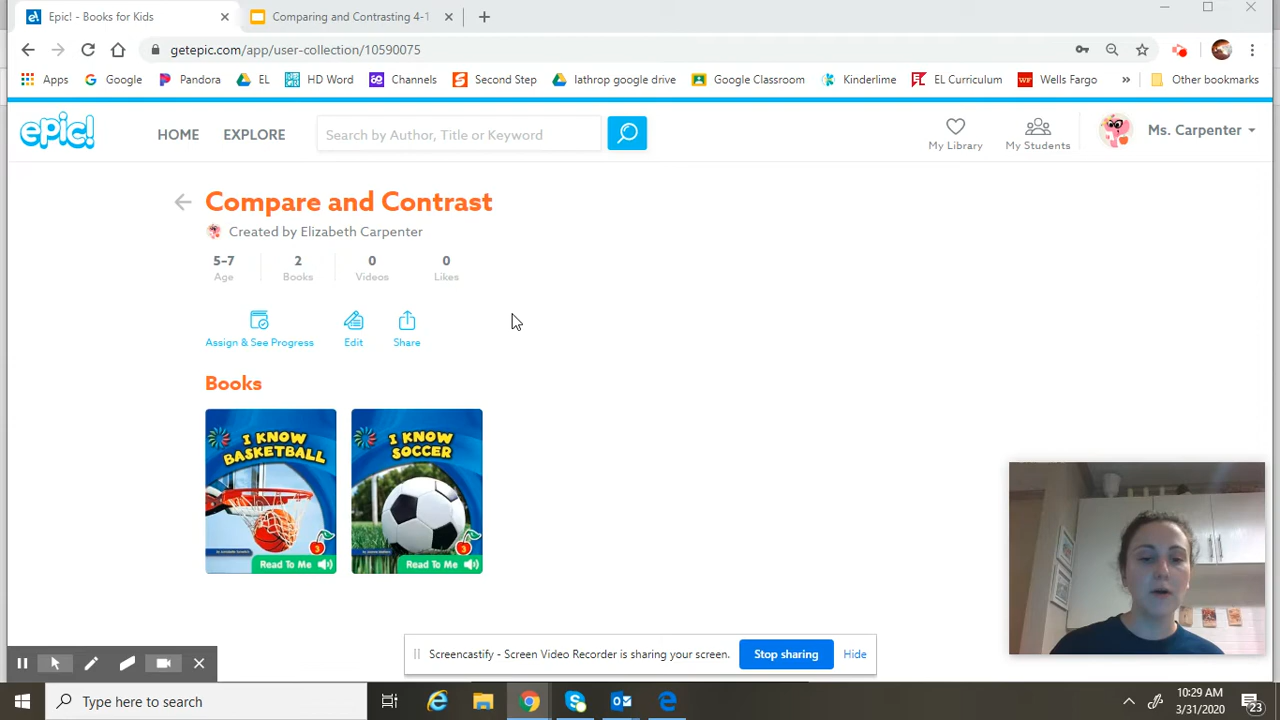 Epic! - Books for Kids
Comparing and Contrasting 4-1
getepic.com/app/user-collection/10590075
Apps Google Pandora EL HD Word Channels Second Step lathrop google drive Google Classroom Kinderlime EL Curriculum Wells Fargo » Other bookmarks
epic! HOME EXPLORE Search by Author, Title or Keyword My Library My Students Ms. Carpenter
Compare and Contrast
Created by Elizabeth Carpenter
5-7 2 0 0
Age Books Videos Likes
Assign & See Progress Edit Share
Books
I KNOW
BASKETBALL
3
Read To Me
I KNOW
SOCCER
3
Read To Me
Screencastify - Screen Video Recorder is sharing your screen. Stop sharing Hide
Type here to search
10:29 AM
3/31/2020
23